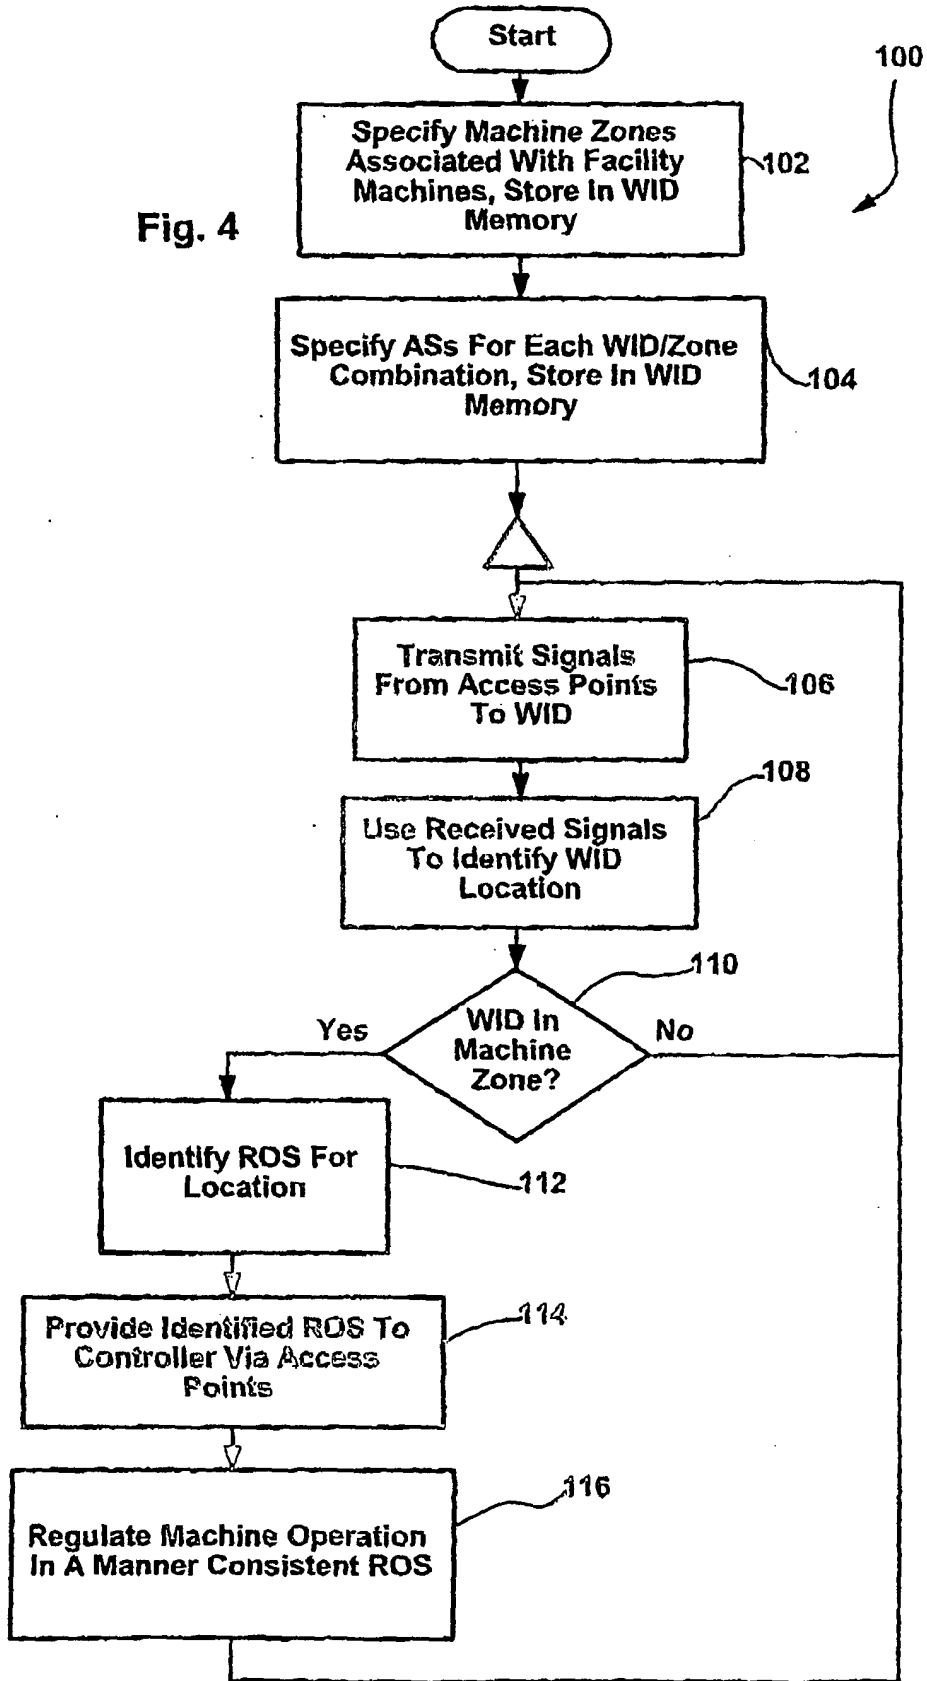 Start
100
Specify Machine Zones
Associated With Facility
Machines, Store In WID
Memory
102
Fig. 4
Specify ASs For Each WID/Zone
Combination, Store In WID
Memory
104
Transmit Signals
From Access Points
To WID
106
108
Use Received Signals
To Identify WID
Location
110
WID In
Machine
Zone?
Yes
No
Identify ROS For
Location
112
Provide Identified ROS To
Controller Via Access
Points
114
116
Regulate Machine Operation
In A Manner Consistent ROS